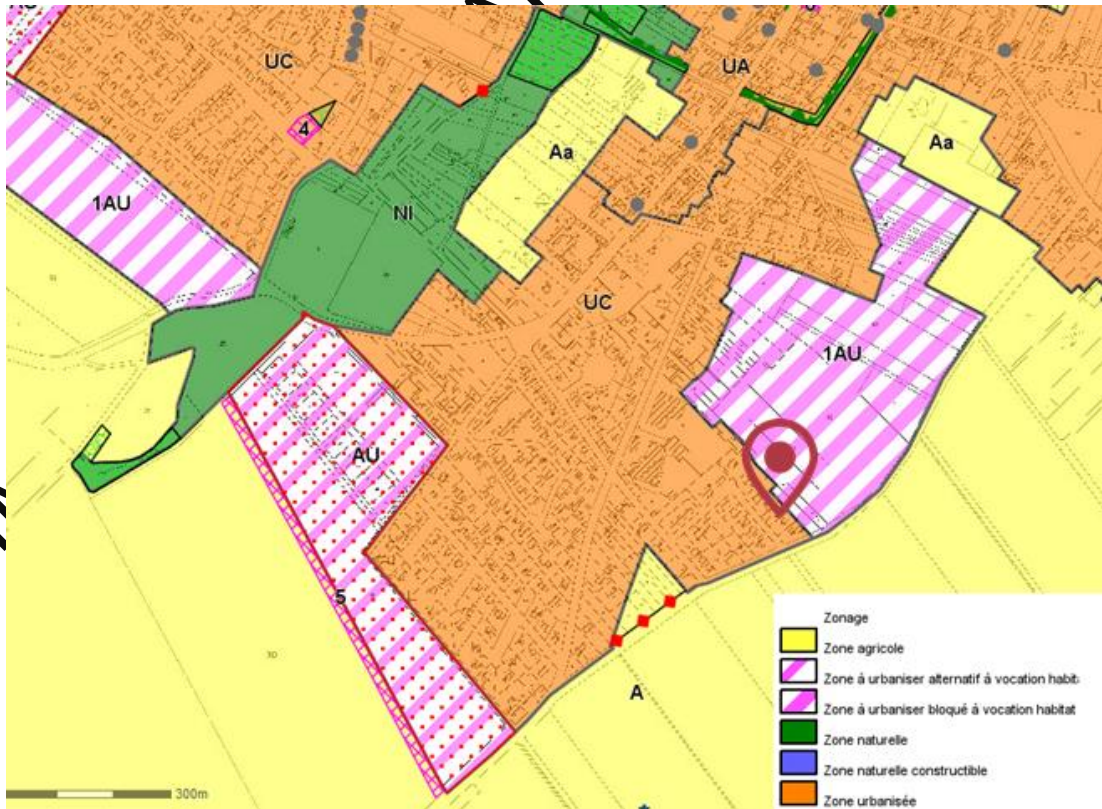 UC
UA
4
Aa
Aa
1AU
Nl
UC
1AU
AU
5
A
300m
Zonage
Zone agricole
Zone à urbaniser alternatif à vocation habit
Zone à urbaniser bloqué à vocation habitat
Zone naturelle
Zone naturelle constructible
Zone urbanisée